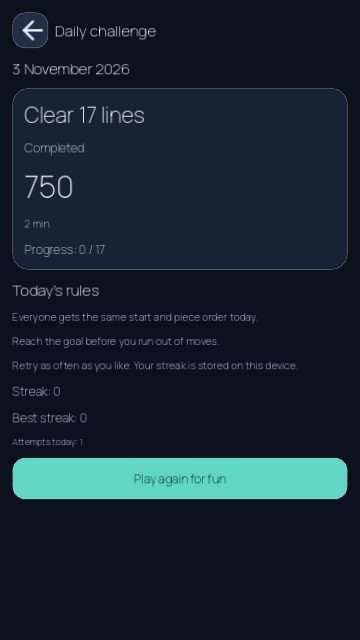 Daily challenge
3 November 2026
Clear 17 lines
Completed
750
2 min
Progress: 0 / 17
Today's rules
Everyone gets the same start and piece order today.
Reach the goal before you run out of moves.
Retry as often as you like. Your streak is stored on this device.
Streak: 0
Best streak: 0
Attempts today: 1
Play again for fun